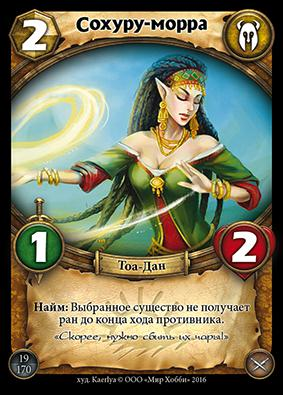 2
Сохуру-морра
1
2
Тоа-Дан
Найм: Выбранное существо не получает
ран до конца хода противника.
«Скорее, нужно сбить их чары!»
19
170
худ. Kaerlya © ООО «Мир Хобби» 2016